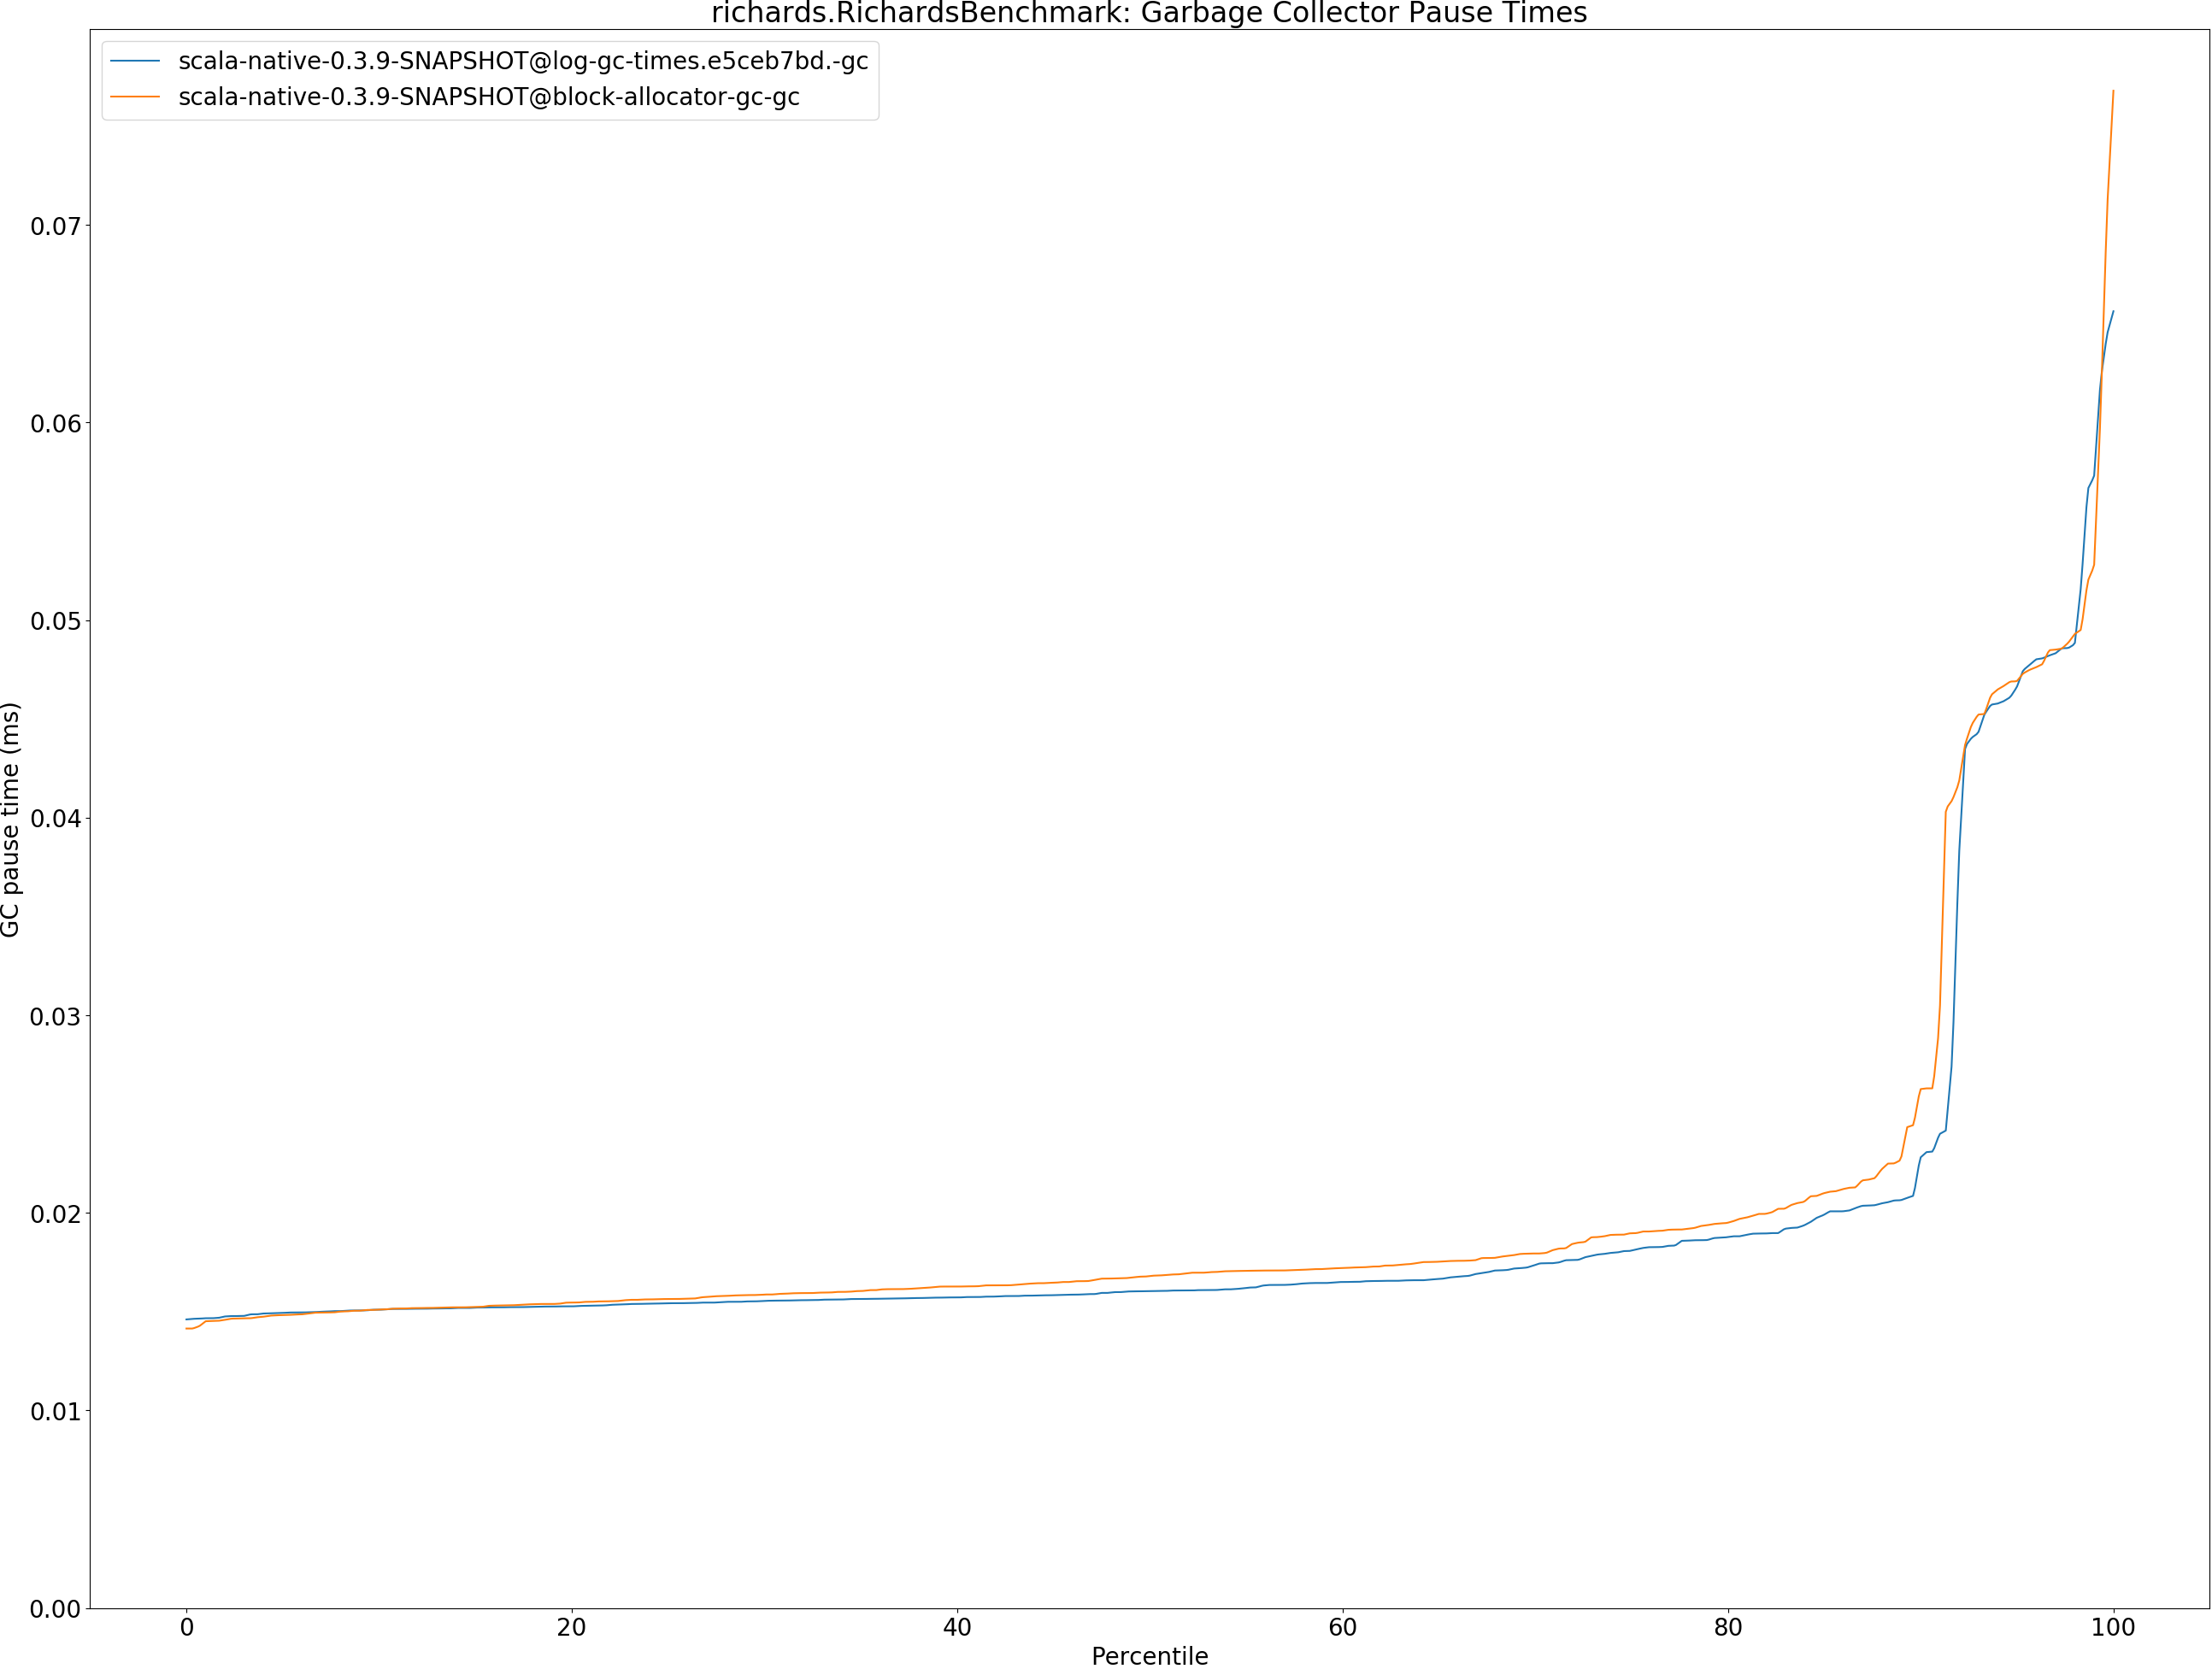 richards.RichardsBenchmark: Garbage Collector Pause Times
scala-native-0.3.9-SNAPSHOT@log-gc-times.e5ceb7bd.-gc
scala-native-0.3.9-SNAPSHOT@block-allocator-gc-gc
GC pause time (ms)
0.07
0.06
0.05
0.04
0.03
0.02
0.01
0.00
0 20 40 60 80 100
Percentile